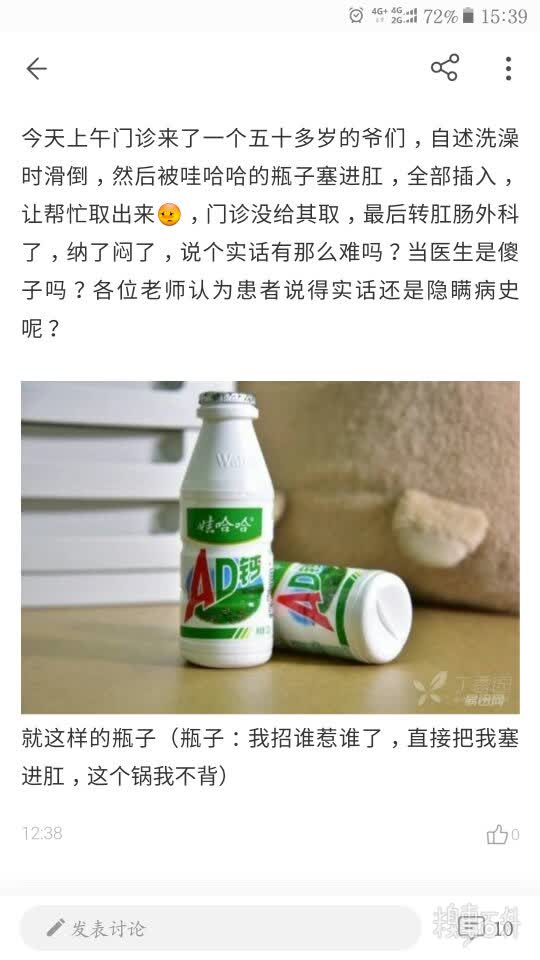 4G+ 4G 2G 72% 15:39
今天上午门诊来了一个五十多岁的爷们，自述洗澡
时滑倒，然后被哇哈哈的瓶子塞进肛，全部插入，
让帮忙取出来😡，门诊没给其取，最后转肛肠外科
了，纳了闷了，说个实话有那么难吗？当医生是傻
子吗？各位老师认为患者说得实话还是隐瞒病史
呢？
娃哈哈
AD钙
AD
丁香园
就这样的瓶子（瓶子：我招谁惹谁了，直接把我塞
进肛，这个锅我不背）
12:38
0
发表讨论
10